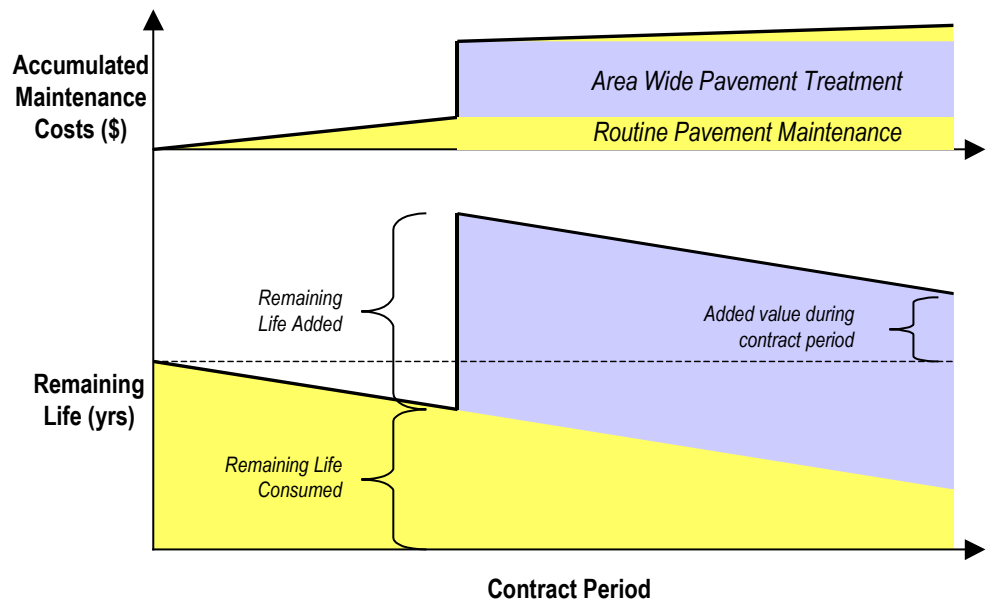 Accumulated
Maintenance
Costs ($)
Area Wide Pavement Treatment
Routine Pavement Maintenance
Remaining
Life Added
Added value during
contract period
Remaining
Life (yrs)
Remaining Life
Consumed
Contract Period